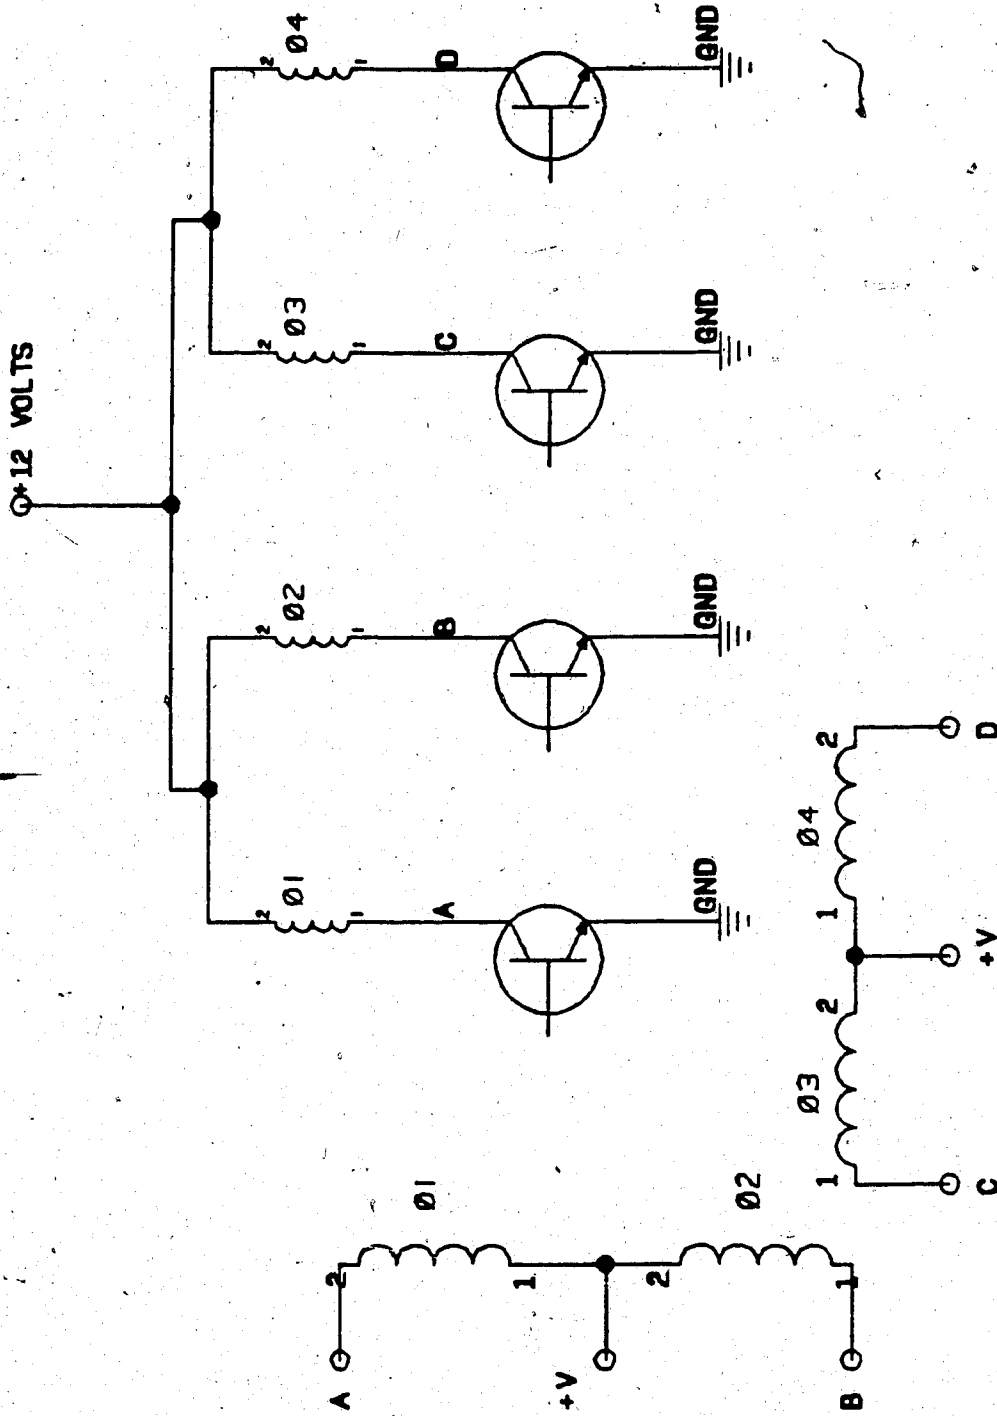 +12 VOLTS
2 Ø1 1
A
GND
2 Ø2 1
B
GND
2 Ø3 1
C
GND
2 Ø4 1
D
GND
A
2 Ø1 1
+V
2 Ø2 1
B
1 Ø3 2
1 Ø4 2
C
+V
D